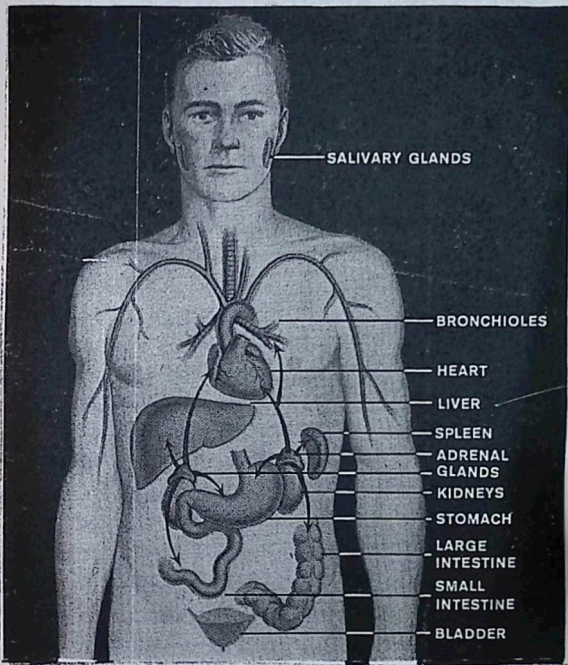 SALIVARY GLANDS
BRONCHIOLES
HEART
LIVER
SPLEEN
ADRENAL
GLANDS
KIDNEYS
STOMACH
LARGE
INTESTINE
SMALL
INTESTINE
BLADDER